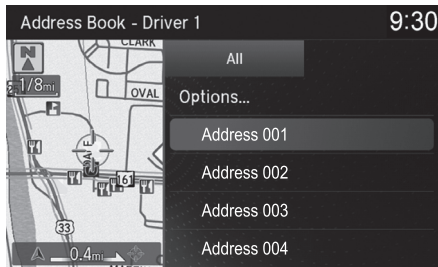 Address Book - Driver 1
9:30
N
CLARK
All
1/8mi
OVAL
Options...
Address 001
161
Address 002
Address 003
33
0.4mi
Address 004